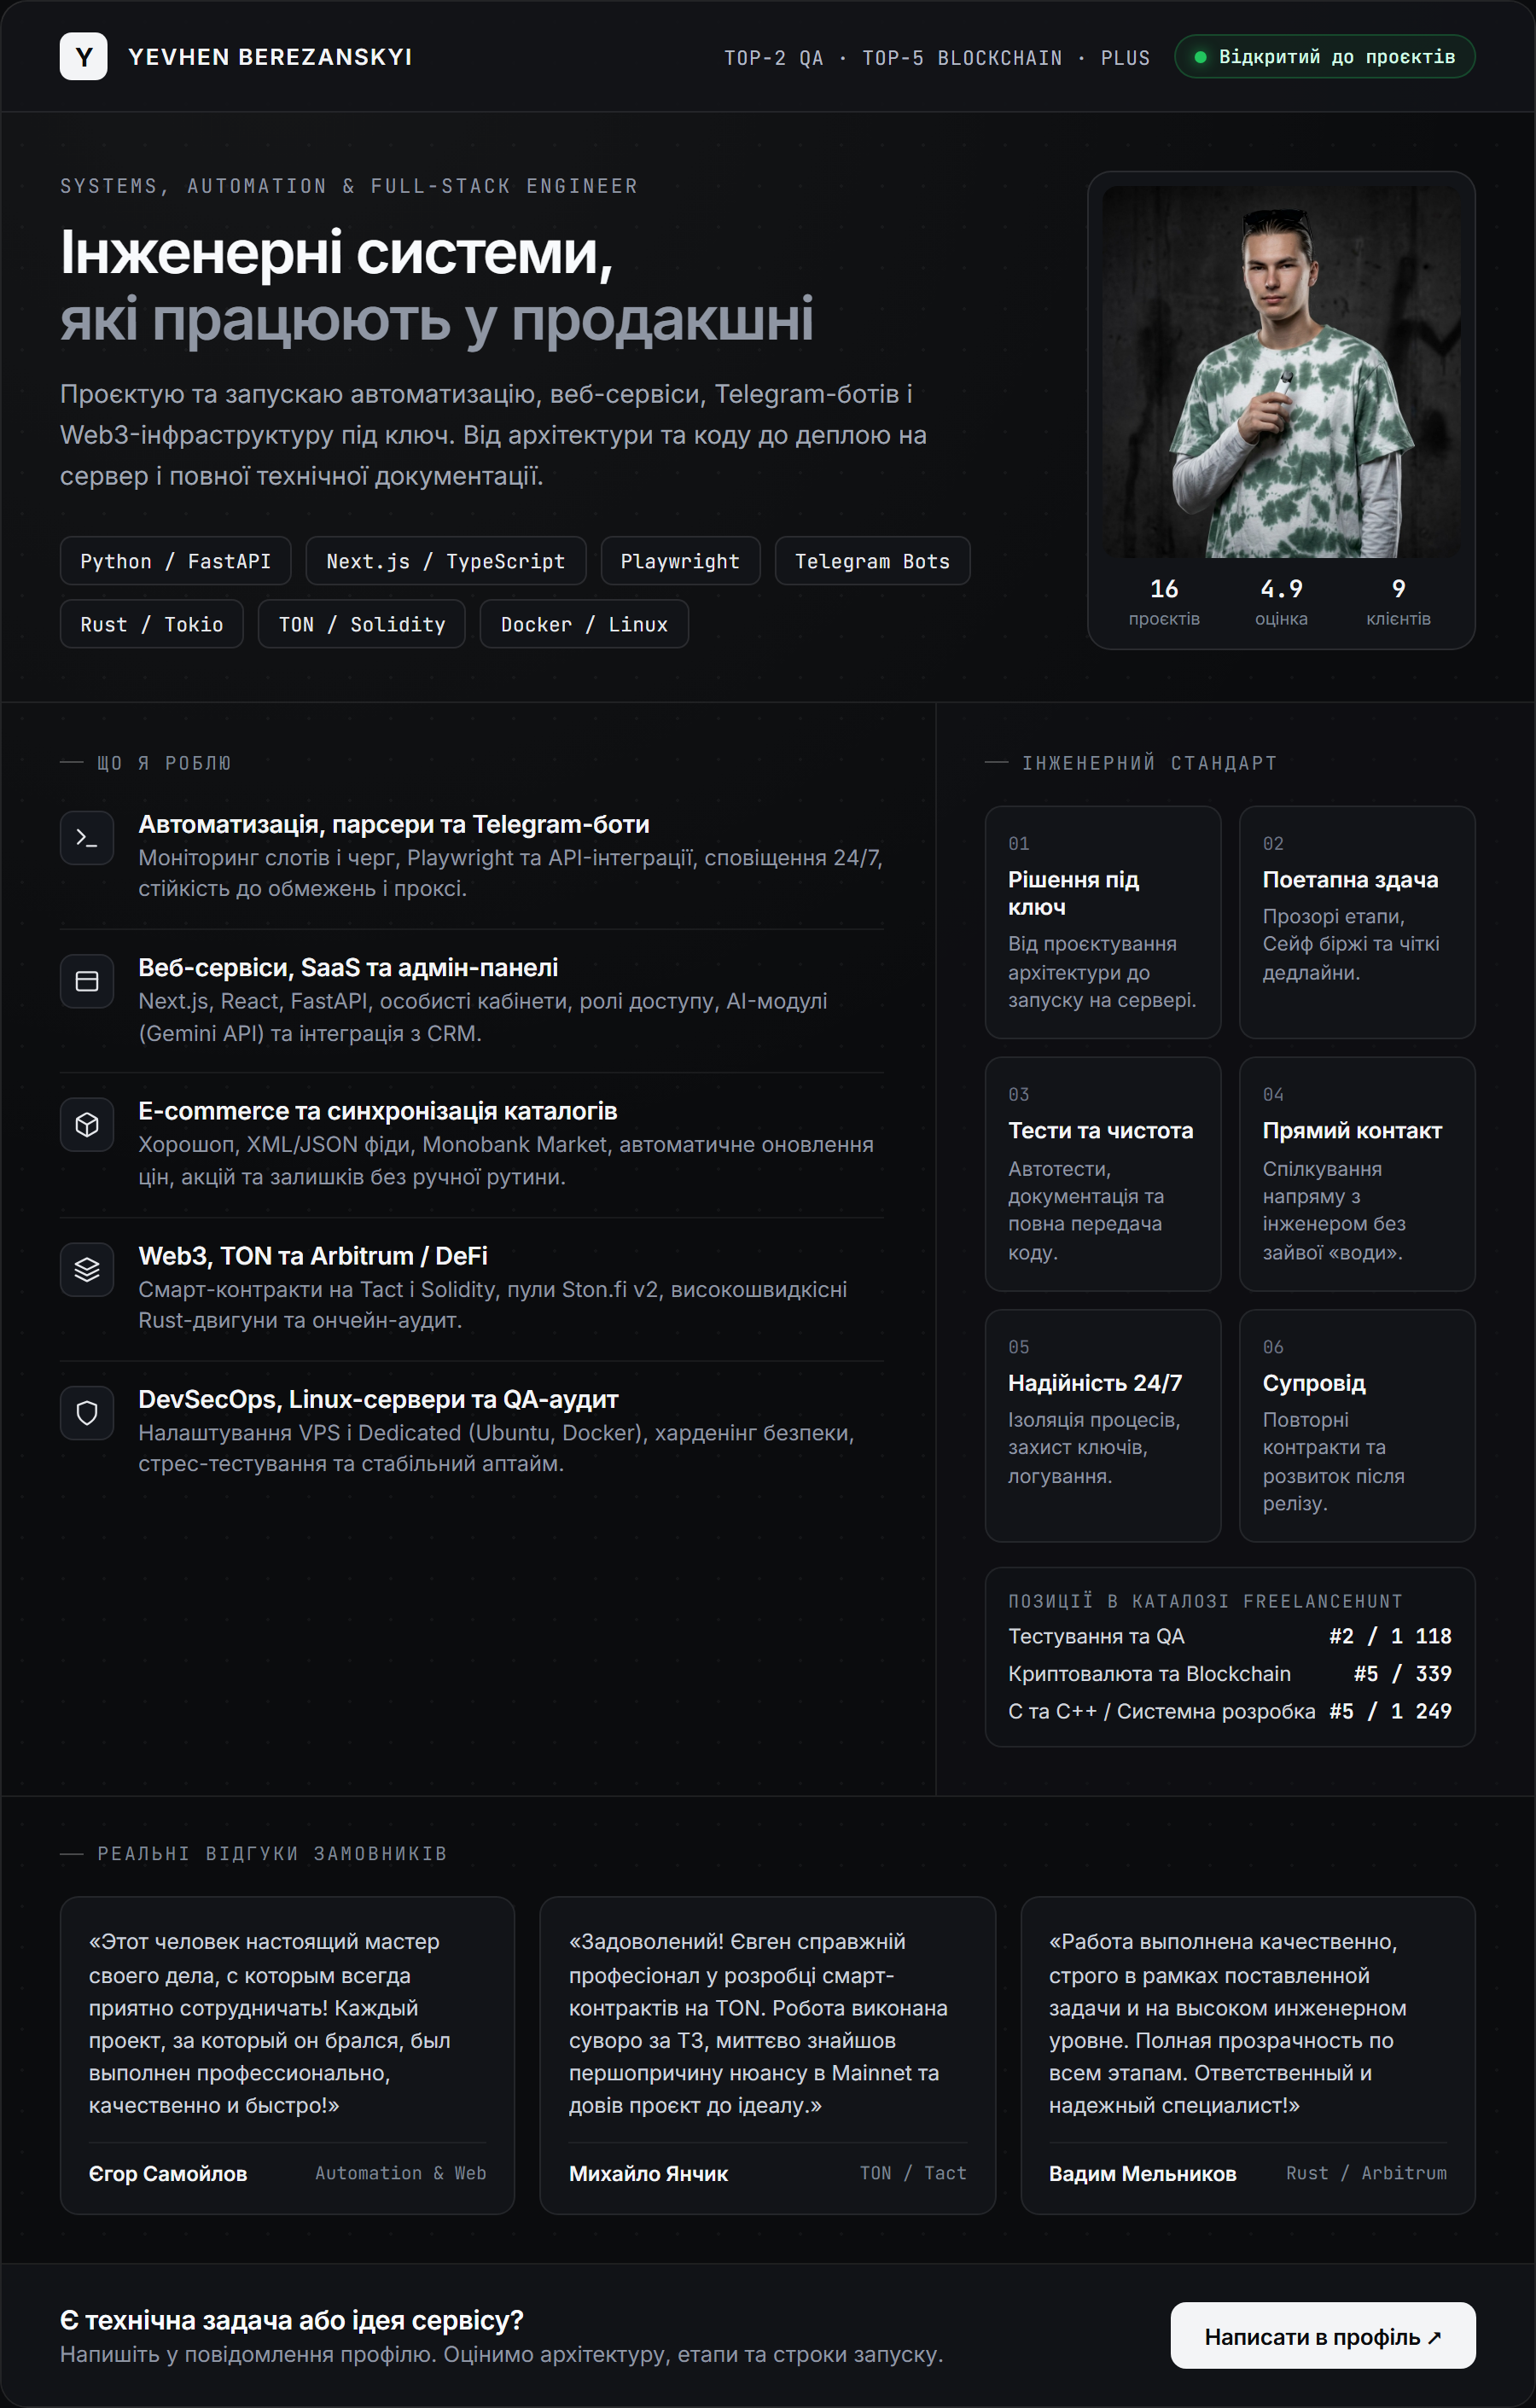 Y
YEVHEN BEREZANSKYI
TOP-2 QA · TOP-5 BLOCKCHAIN · PLUS
Відкритий до проєктів
SYSTEMS, AUTOMATION & FULL-STACK ENGINEER
Інженерні системи,
які працюють у продакшні
Проєктую та запускаю автоматизацію, веб-сервіси, Telegram-ботів і
Web3-інфраструктуру під ключ. Від архітектури та коду до деплою на
сервер і повної технічної документації.
Python / FastAPI
Next.js / TypeScript
Playwright
Telegram Bots
Rust / Tokio
TON / Solidity
Docker / Linux
16
проєктів
4.9
оцінка
9
клієнтів
ЩО Я РОБЛЮ
Автоматизація, парсери та Telegram-боти
Моніторинг слотів і черг, Playwright та API-інтеграції, сповіщення 24/7,
стійкість до обмежень і проксі.
Веб-сервіси, SaaS та адмін-панелі
Next.js, React, FastAPI, особисті кабінети, ролі доступу, AI-модулі
(Gemini API) та інтеграція з CRM.
E-commerce та синхронізація каталогів
Хорошоп, XML/JSON фіди, Monobank Market, автоматичне оновлення
цін, акцій та залишків без ручної рутини.
Web3, TON та Arbitrum / DeFi
Смарт-контракти на Tact і Solidity, пули Ston.fi v2, високошвидкісні
Rust-двигуни та ончейн-аудит.
DevSecOps, Linux-сервери та QA-аудит
Налаштування VPS і Dedicated (Ubuntu, Docker), харденінг безпеки,
стрес-тестування та стабільний аптайм.
ІНЖЕНЕРНИЙ СТАНДАРТ
01
Рішення під
ключ
Від проєктування
архітектури до
запуску на сервері.
02
Поетапна здача
Прозорі етапи,
Сейф біржі та чіткі
дедлайни.
03
Тести та чистота
Автотести,
документація та
повна передача
коду.
04
Прямий контакт
Спілкування
напряму з
інженером без
зайвої «води».
05
Надійність 24/7
Ізоляція процесів,
захист ключів,
логування.
06
Супровід
Повторні
контракти та
розвиток після
релізу.
ПОЗИЦІЇ В КАТАЛОЗІ FREELANCEHUNT
Тестування та QA #2 / 1 118
Криптовалюта та Blockchain #5 / 339
C та C++ / Системна розробка #5 / 1 249
РЕАЛЬНІ ВІДГУКИ ЗАМОВНИКІВ
«Этот человек настоящий мастер
своего дела, с которым всегда
приятно сотрудничать! Каждый
проект, за который он брался, был
выполнен профессионально,
качественно и быстро!»
Єгор Самойлов Automation & Web
«Задоволений! Євген справжній
професіонал у розробці смарт-
контрактів на TON. Робота виконана
суворо за ТЗ, миттєво знайшов
першопричину нюансу в Mainnet та
довів проєкт до ідеалу.»
Михайло Янчик TON / Tact
«Работа выполнена качественно,
строго в рамках поставленной
задачи и на высоком инженерном
уровне. Полная прозрачность по
всем этапам. Ответственный и
надежный специалист!»
Вадим Мельников Rust / Arbitrum
Є технічна задача або ідея сервісу?
Напишіть у повідомлення профілю. Оцінимо архітектуру, етапи та строки запуску.
Написати в профіль ↗